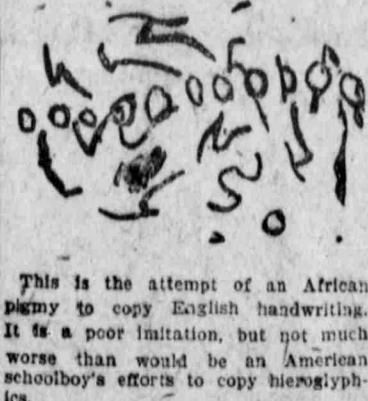 This is the attempt of an African
pigmy to copy English handwriting.
It is a poor imitation, but not much
worse than would be an American
schoolboy's efforts to copy hieroglyph-
ics.